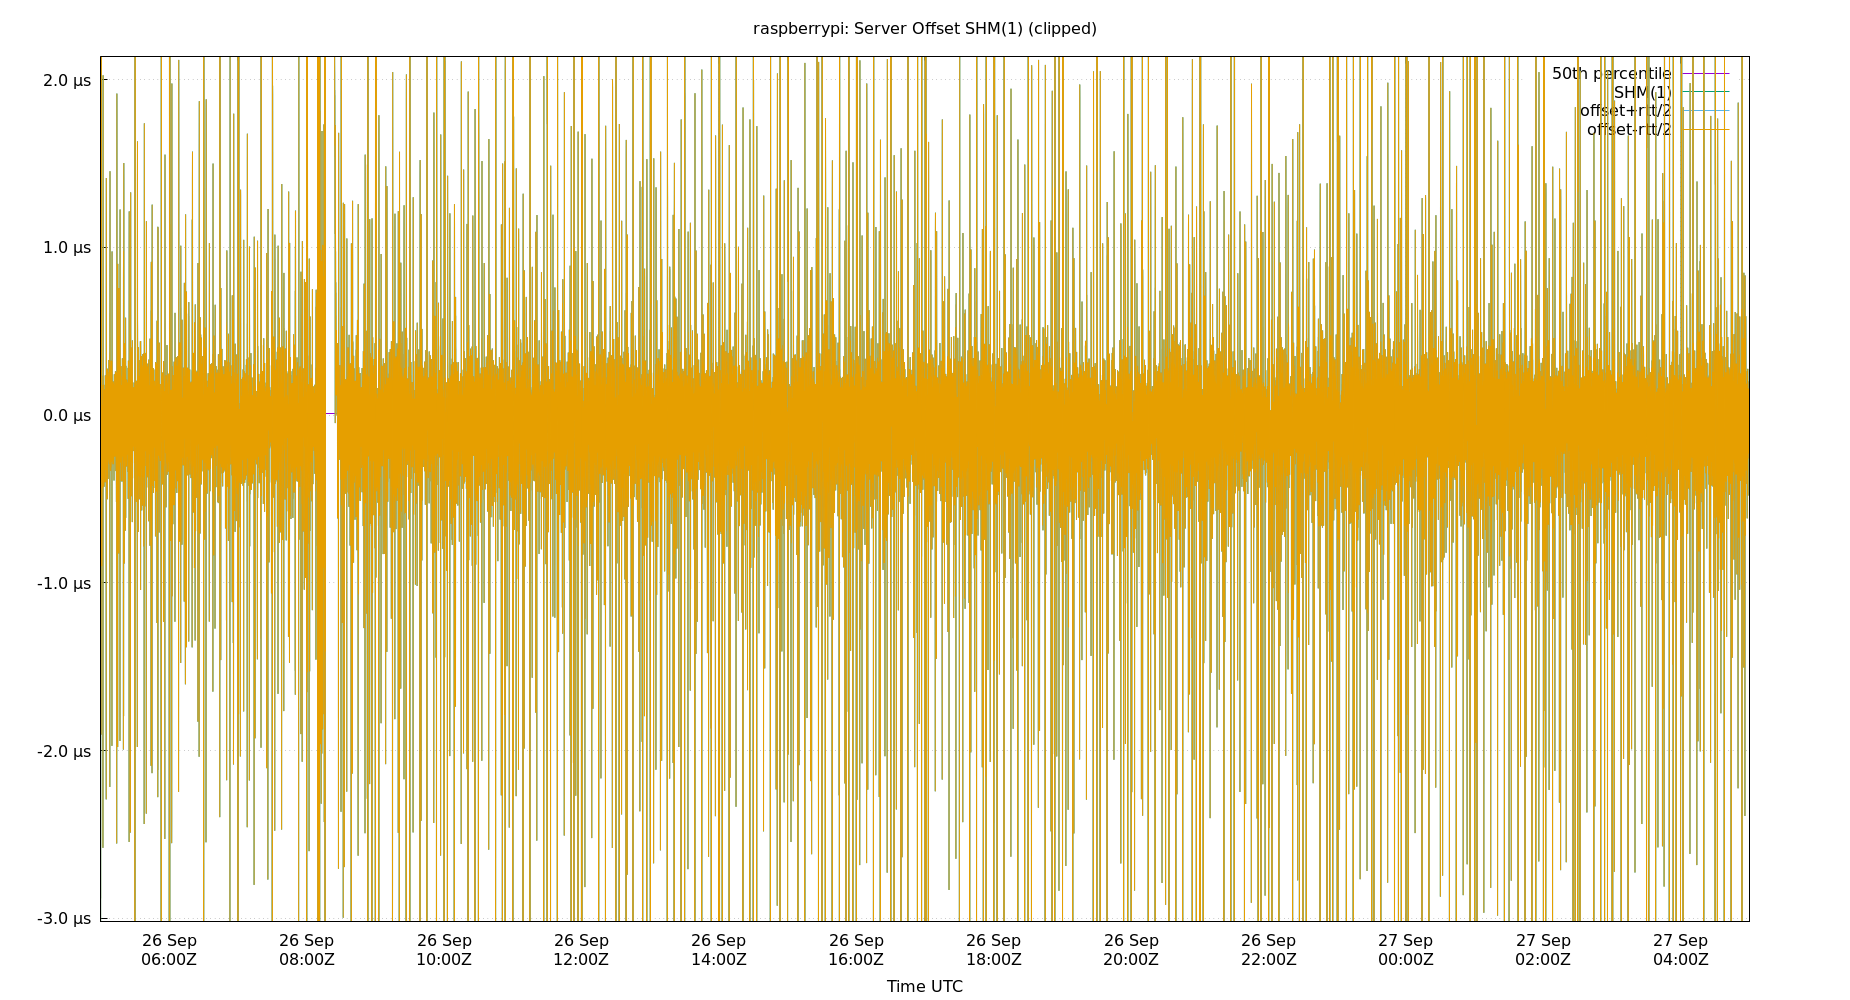 raspberrypi: Server Offset SHM(1) (clipped)
2.0 µs
1.0 µs
0.0 µs
-1.0 µs
-2.0 µs
-3.0 µs
50th percentile
SHM(1)
offset+rtt/2
offset-rtt/2
26 Sep 26 Sep 26 Sep 26 Sep 26 Sep 26 Sep 26 Sep 26 Sep 26 Sep 27 Sep 27 Sep 27 Sep
06:00Z 08:00Z 10:00Z 12:00Z 14:00Z 16:00Z 18:00Z 20:00Z 22:00Z 00:00Z 02:00Z 04:00Z
Time UTC